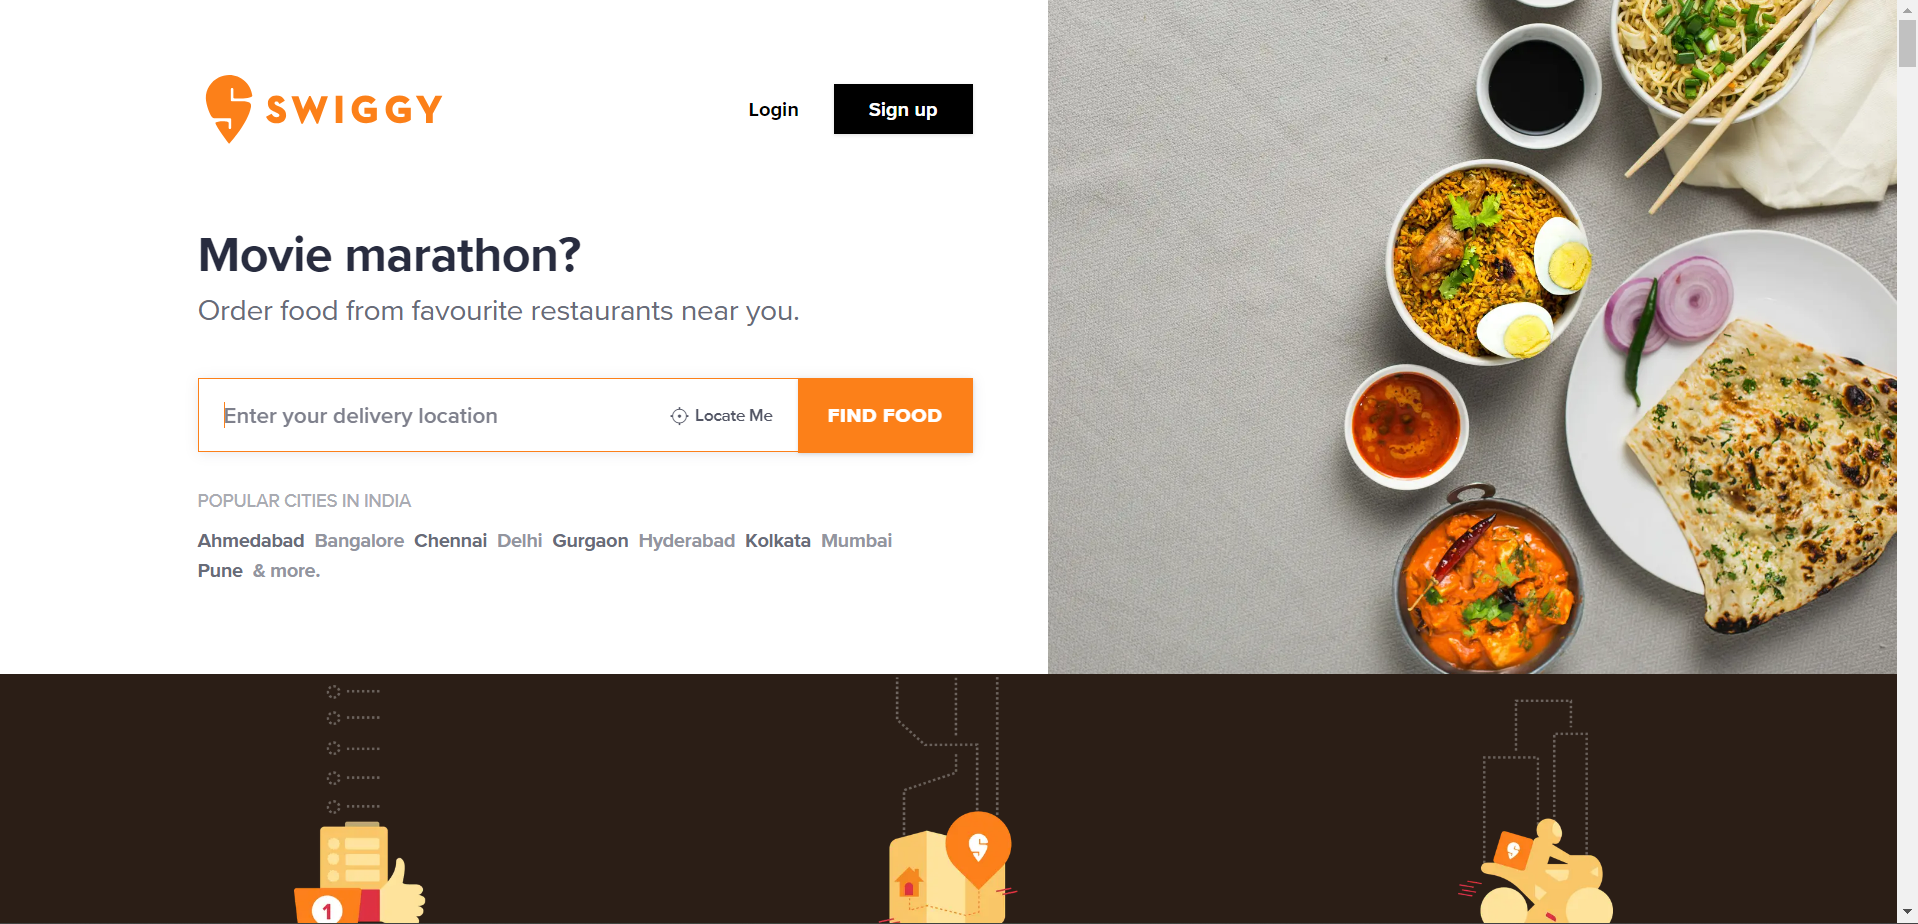 SWIGGY
Login
Sign up
Movie marathon?
Order food from favourite restaurants near you.
Enter your delivery location
Locate Me
FIND FOOD
POPULAR CITIES IN INDIA
Ahmedabad Bangalore Chennai Delhi Gurgaon Hyderabad Kolkata Mumbai
Pune & more.
1